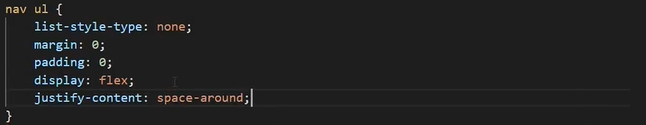 nav ul {
    list-style-type: none;
    margin: 0;
    padding: 0;
    display: flex;
    justify-content: space-around;
}